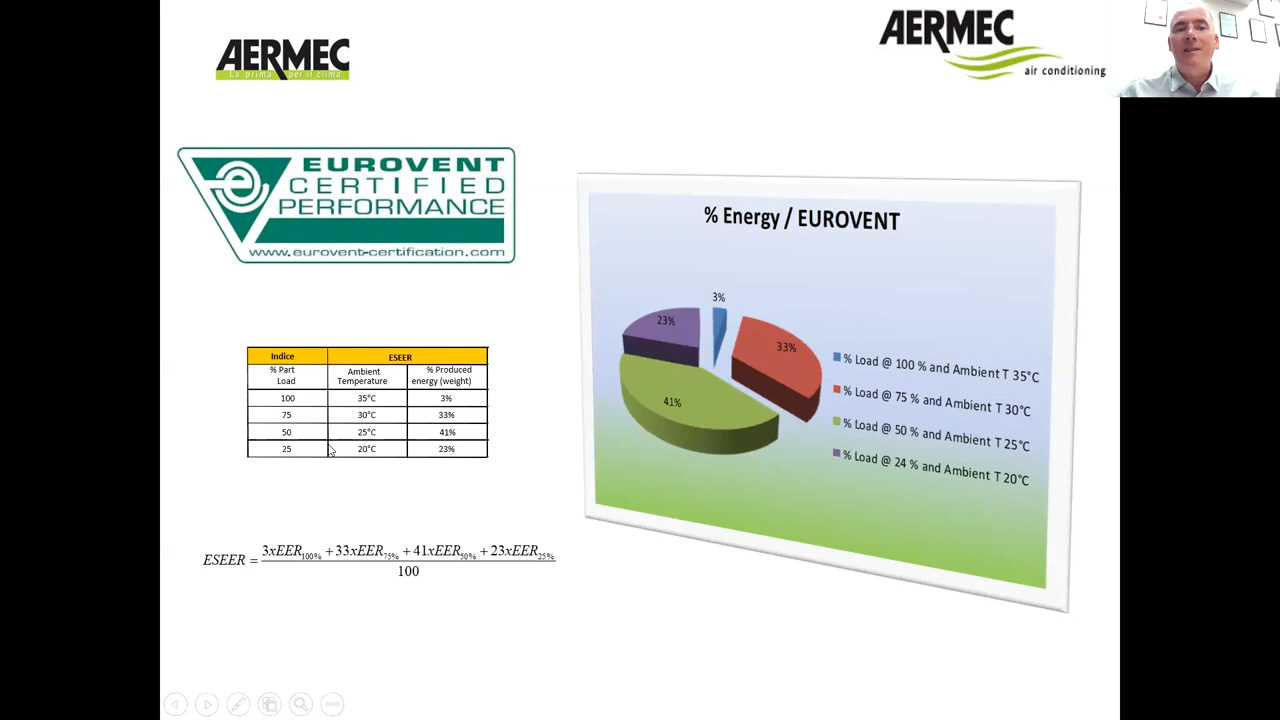 AERMEC
La prima per il clima
AERMEC
air conditioning
EUROVENT
CERTIFIED
PERFORMANCE
www.eurovent-certification.com
% Energy / EUROVENT
3%
23%
33%
41%
% Load @ 100 % and Ambient T 35°C
% Load @ 75 % and Ambient T 30°C
% Load @ 50 % and Ambient T 25°C
% Load @ 24 % and Ambient T 20°C
Indice ESEER
% Part Load Ambient Temperature % Produced energy (weight)
100 35°C 3%
75 30°C 33%
50 25°C 41%
25 20°C 23%
ESEER = 3xEER100% + 33xEER75% + 41xEER50% + 23xEER25%
100